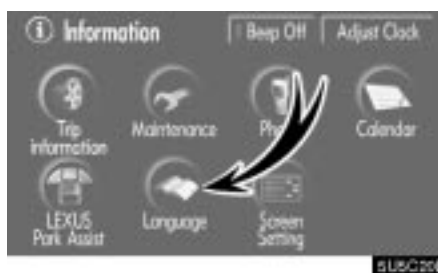 i Information
Beep Off
Adjust Clock
Trip
information
Maintenance
Calendar
LEXUS
Park Assist
Language
Screen
Setting